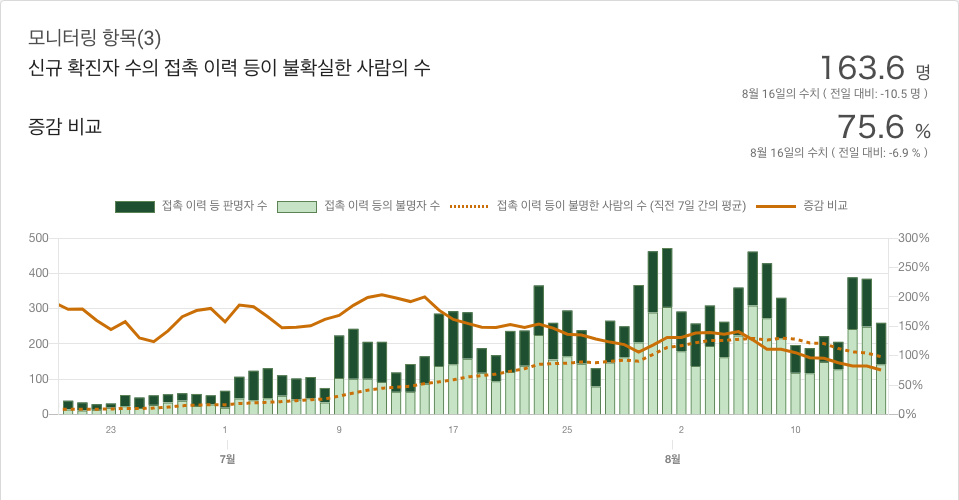 모니터링 항목(3)
신규 확진자 수의 접촉 이력 등이 불확실한 사람의 수
163.6 명
8월 16일의 수치 ( 전일 대비: -10.5 명 )
증감 비교
75.6 %
8월 16일의 수치 ( 전일 대비: -6.9 % )
접촉 이력 등 판명자 수 접촉 이력 등의 불명자 수 접촉 이력 등이 불명한 사람의 수 (직전 7일 간의 평균) 증감 비교
500 300%
250%
400 200%
300 150%
200 100%
100 50%
0 0%
23 1 9 17 25 2 10
7월 8월